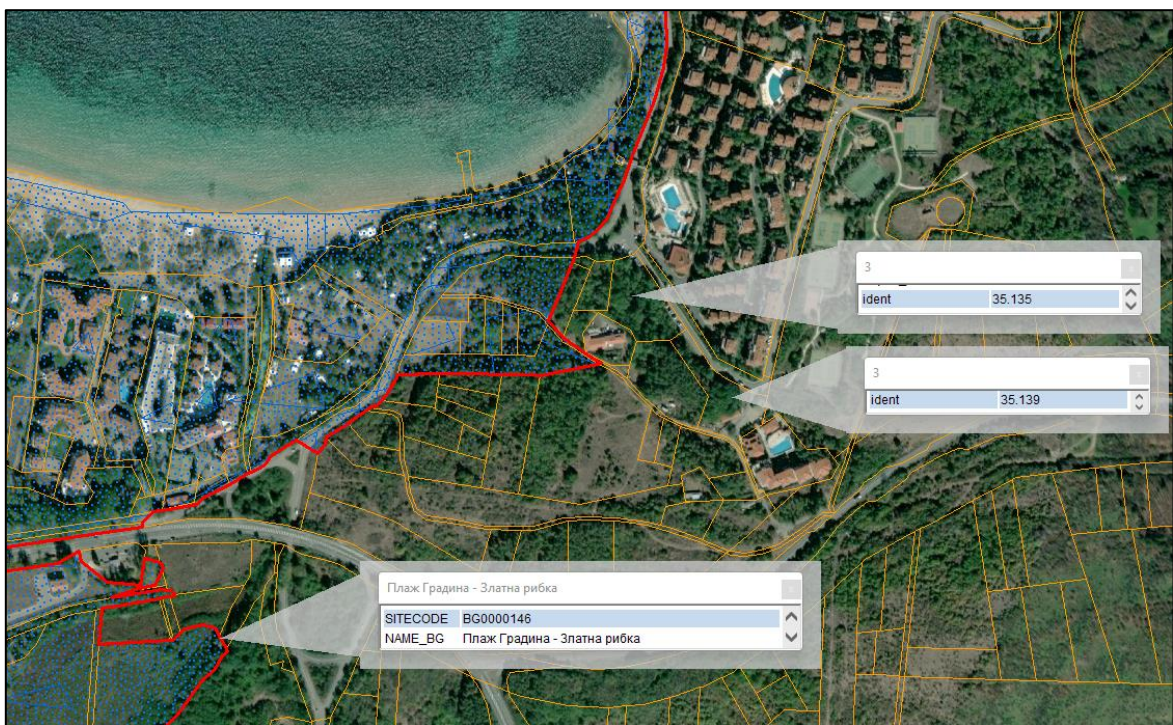 3
ident 35.135
3
ident 35.139
Плаж Градина - Златна рибка
SITECODE BG0000146
NAME_BG Плаж Градина - Златна рибка